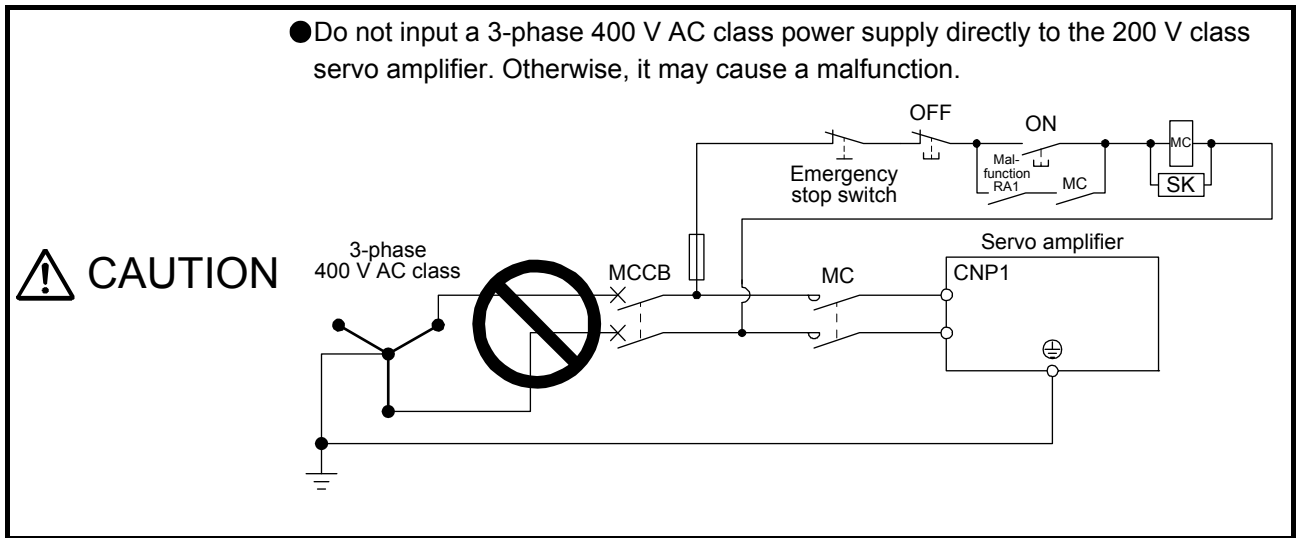 ●Do not input a 3-phase 400 V AC class power supply directly to the 200 V class
servo amplifier. Otherwise, it may cause a malfunction.
OFF
ON
MC
Emergency
stop switch
Mal-
function
RA1
MC
SK
CAUTION
3-phase
400 V AC class
MCCB
MC
Servo amplifier
CNP1